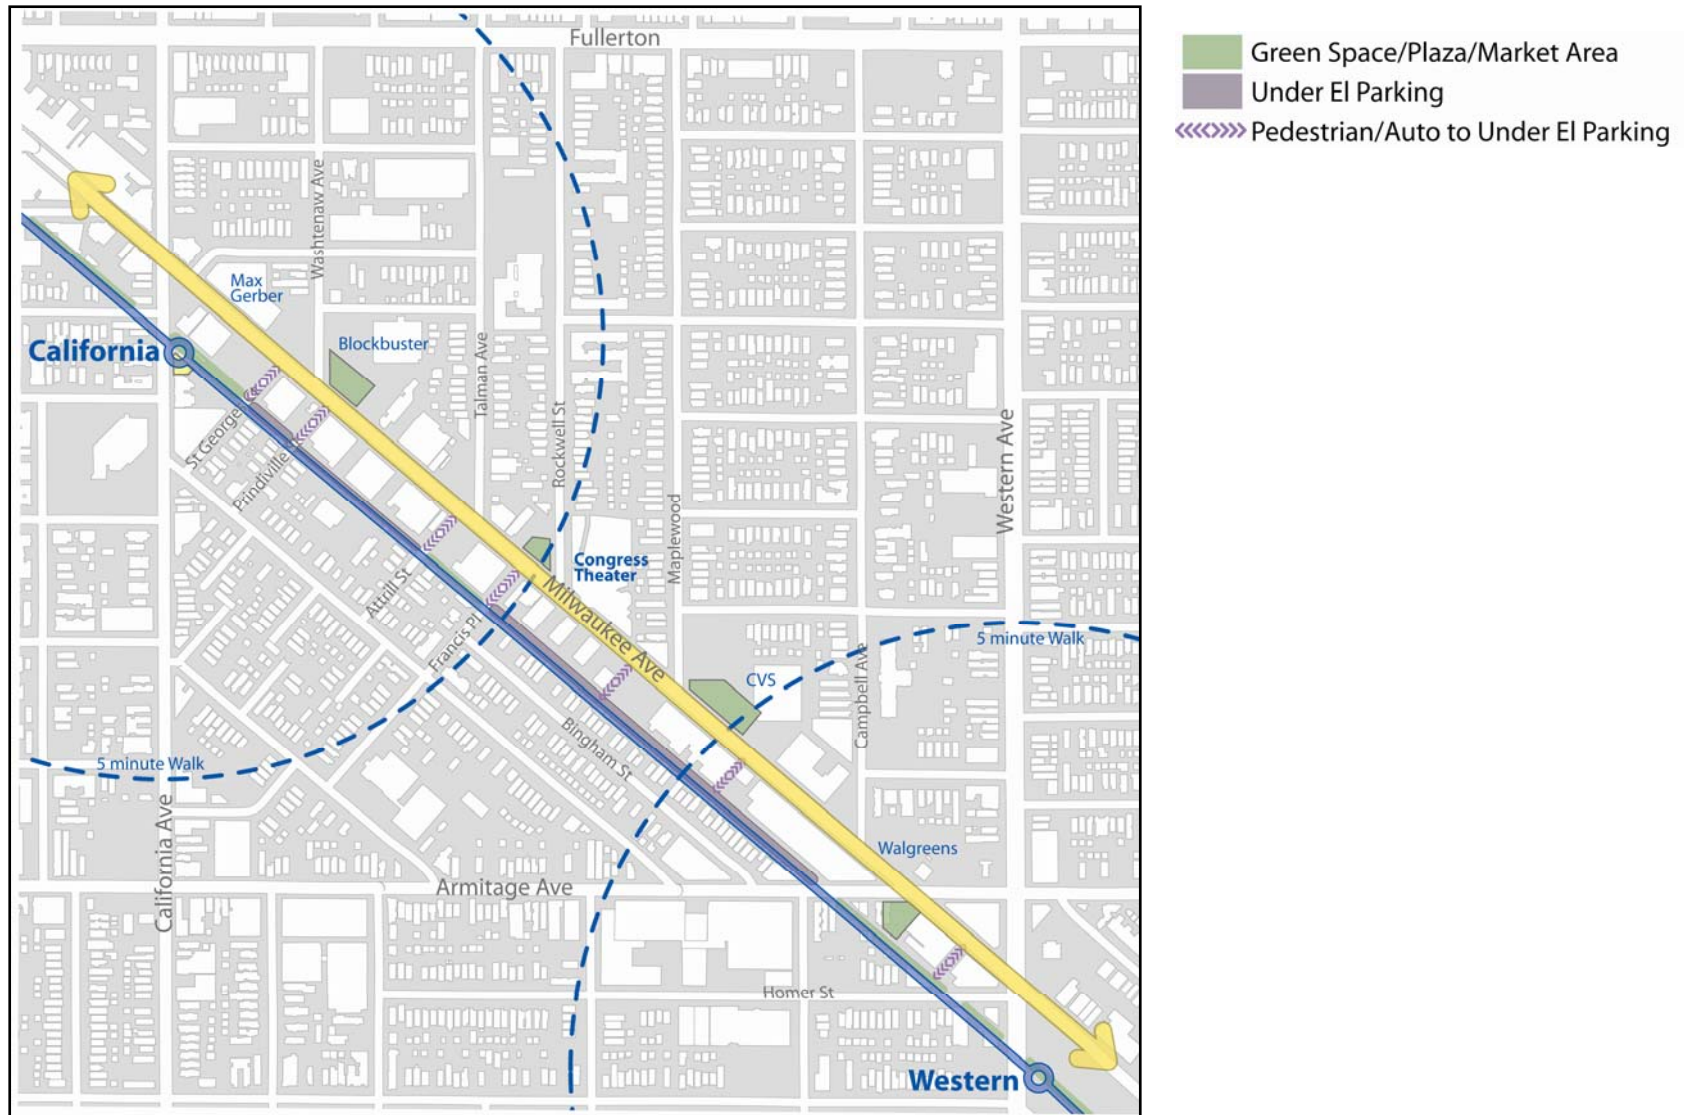 Fullerton
Green Space/Plaza/Market Area
Under El Parking
Pedestrian/Auto to Under El Parking
Washtenaw Ave
Max
Gerber
Blockbuster
California
Talman Ave
Rockwell St
St George
Prindiville
Western Ave
Maplewood
Congress
Theater
Attrill St
Milwaukee Ave
Francis Pl
5 minute Walk
CVS
Campbell Ave
Bingham St
5 minute Walk
California Ave
Walgreens
Armitage Ave
Homer St
Western